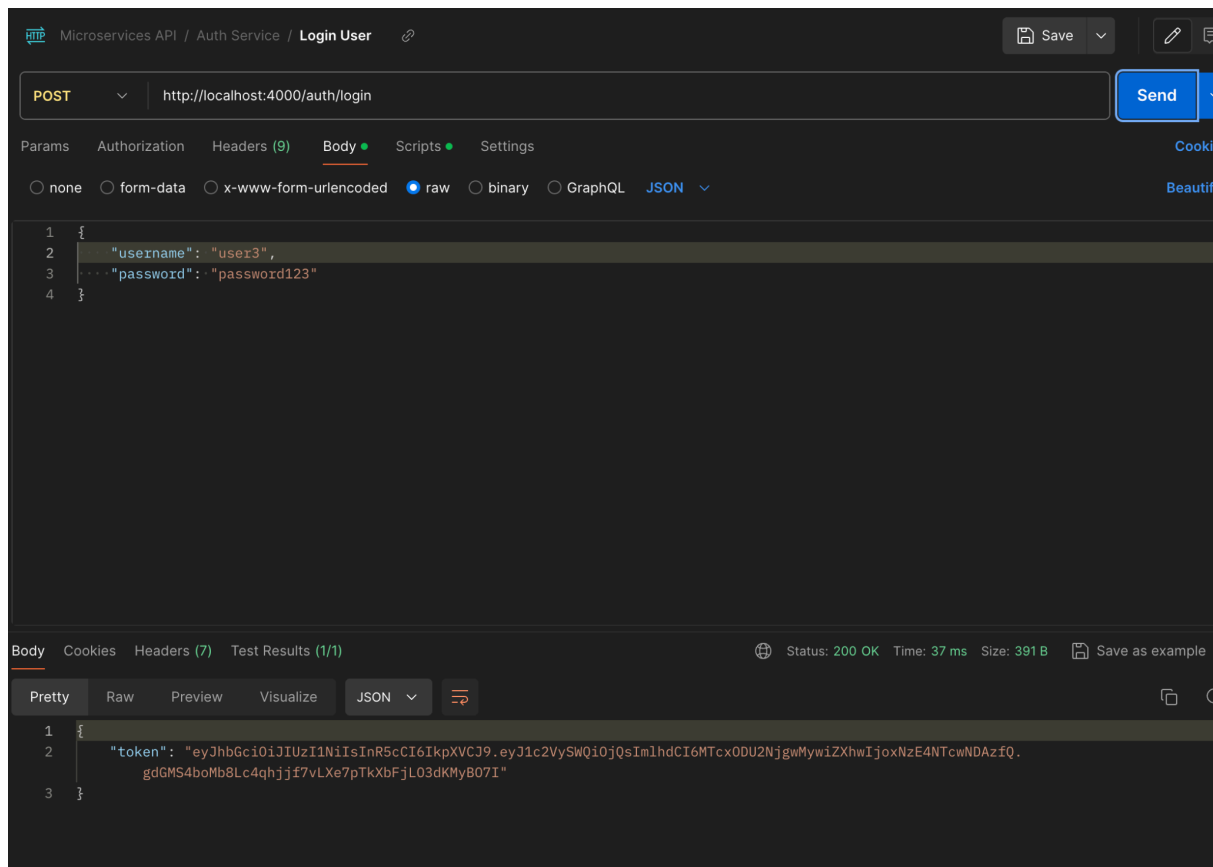 HTTP Microservices API / Auth Service / Login User Save
POST http://localhost:4000/auth/login Send
Params Authorization Headers (9) Body Scripts Settings Cooki
none form-data x-www-form-urlencoded raw binary GraphQL JSON Beautif
1 {
2 "username": "user3",
3 "password": "password123"
4 }
Body Cookies Headers (7) Test Results (1/1) Status: 200 OK Time: 37 ms Size: 391 B Save as example
Pretty Raw Preview Visualize JSON
1 {
2 "token": "eyJhbGciOiJIUzI1NiIsInR5cCI6IkpXVCJ9.eyJ1c2VySWQiOjQsImlhdCI6MTcxODU2NjgwMywiZXhwIjoxNzE4NTcwNDAzfQ.
gdGMS4boMb8Lc4qhjjf7vLXe7pTkXbFjLO3dKMyBO7I"
3 }